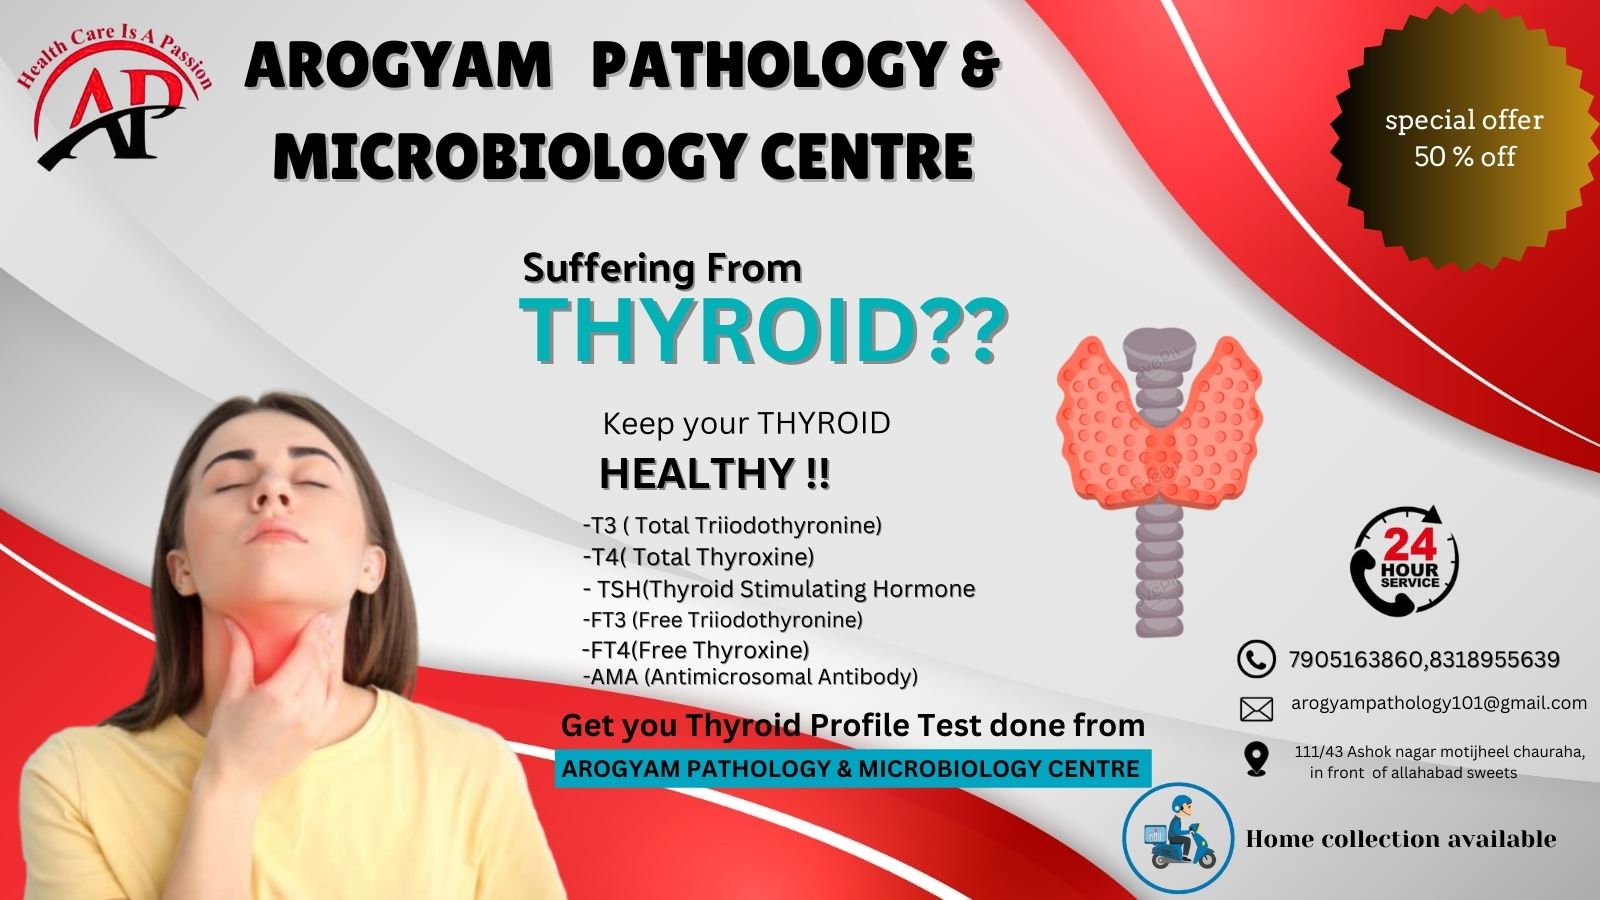 Health Care Is A Passion
AP
AROGYAM PATHOLOGY &
MICROBIOLOGY CENTRE
special offer
50 % off
Suffering From
THYROID??
Keep your THYROID
HEALTHY !!
-T3 ( Total Triiodothyronine)
-T4( Total Thyroxine)
- TSH(Thyroid Stimulating Hormone
-FT3 (Free Triiodothyronine)
-FT4(Free Thyroxine)
-AMA (Antimicrosomal Antibody)
Get you Thyroid Profile Test done from
AROGYAM PATHOLOGY & MICROBIOLOGY CENTRE
24
HOUR
SERVICE
7905163860,8318955639
arogyampathology101@gmail.com
111/43 Ashok nagar motijheel chauraha,
in front of allahabad sweets
Home collection available